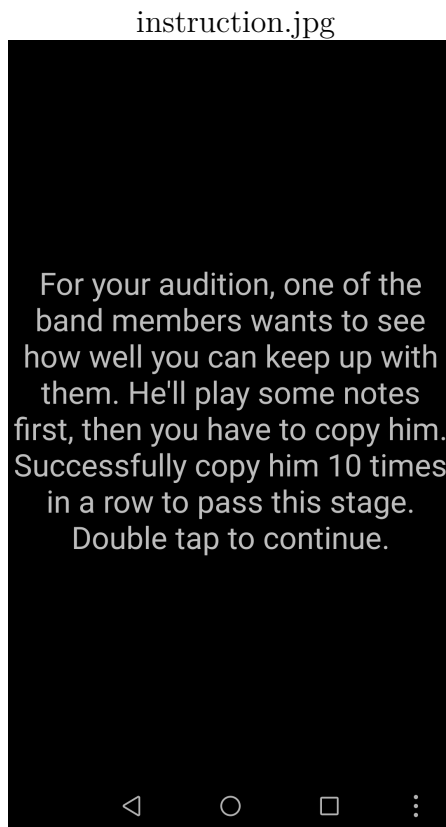 instruction.jpg
For your audition, one of the
band members wants to see
how well you can keep up with
them. He'll play some notes
first, then you have to copy him.
Successfully copy him 10 times
in a row to pass this stage.
Double tap to continue.